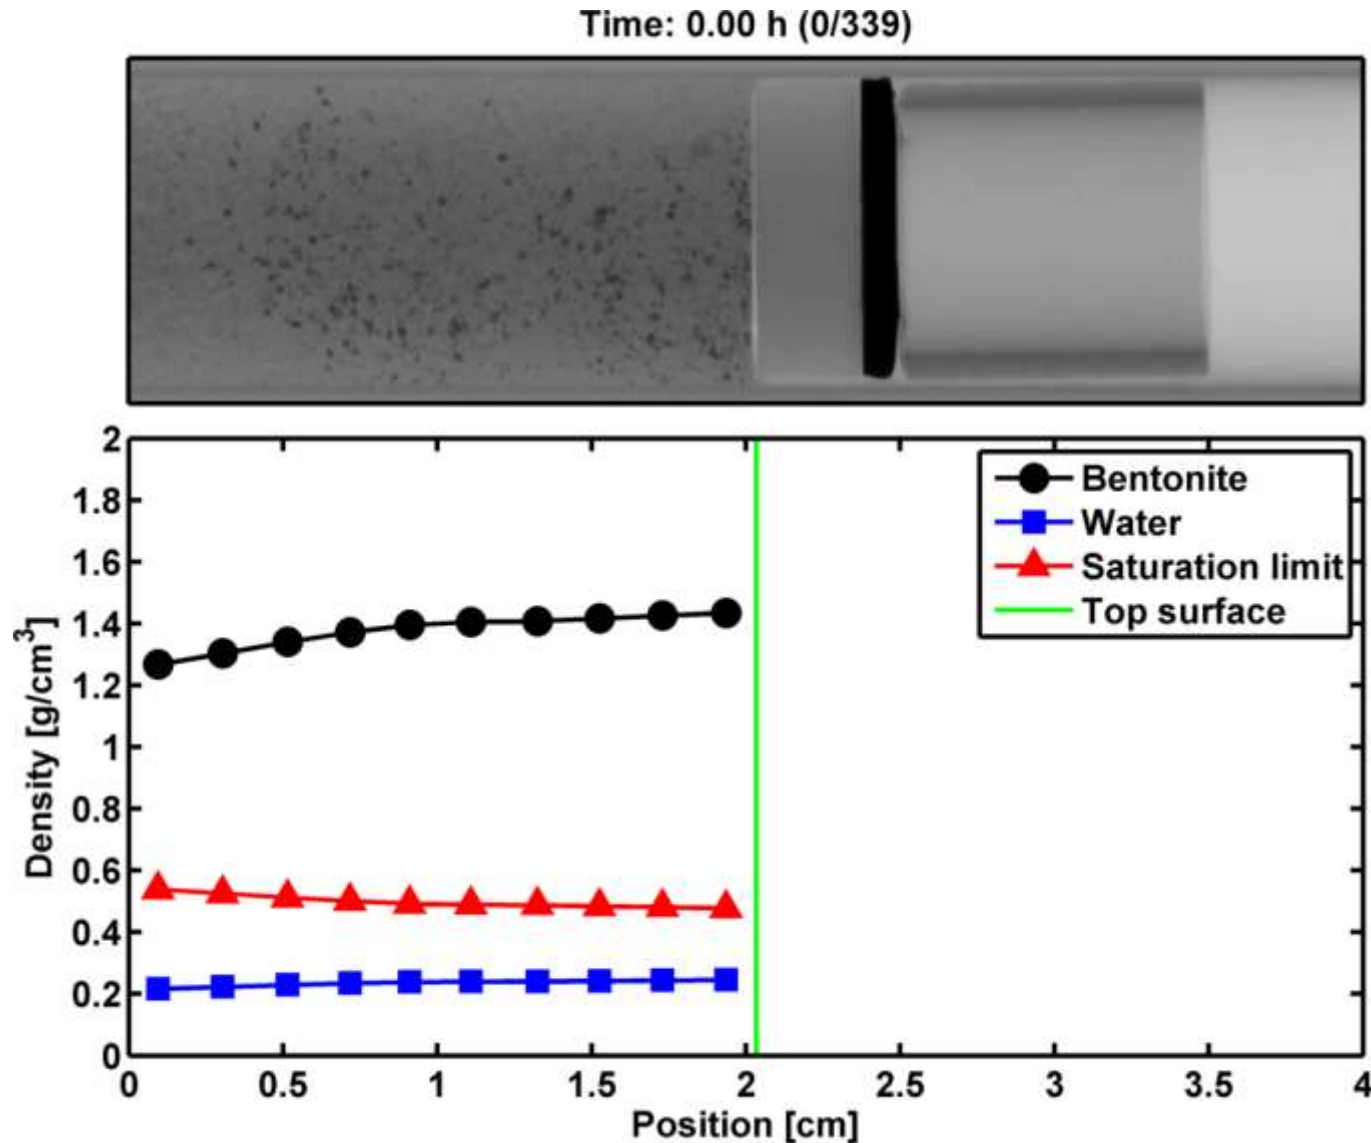 Time: 0.00 h (0/339)
2
1.8
1.6
1.4
1.2
1
0.8
0.6
0.4
0.2
0
Density [g/cm³]
Bentonite
Water
Saturation limit
Top surface
0 0.5 1 1.5 2 2.5 3 3.5 4
Position [cm]